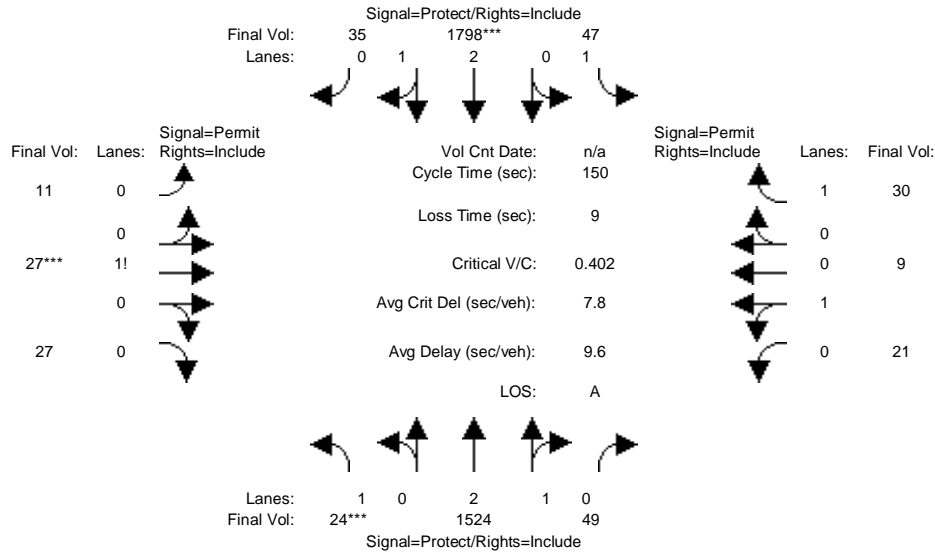 Signal=Protect/Rights=Include
Final Vol: 35 1798*** 47
Lanes: 0 1 2 0 1
Signal=Permit
Final Vol: Lanes: Rights=Include
Vol Cnt Date: n/a
Signal=Permit
Rights=Include Lanes: Final Vol:
Cycle Time (sec): 150
11 0
1 30
Loss Time (sec): 9
0
0
27*** 1!
Critical V/C: 0.402
0 9
0
Avg Crit Del (sec/veh): 7.8
1
27 0
Avg Delay (sec/veh): 9.6
0 21
LOS: A
Lanes: 1 0 2 1 0
Final Vol: 24*** 1524 49
Signal=Protect/Rights=Include